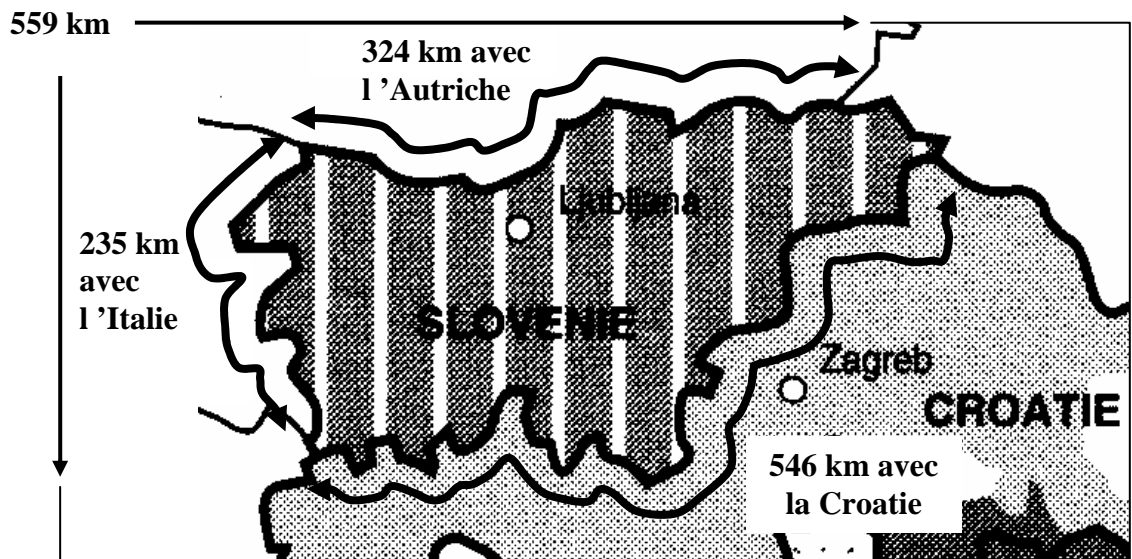 559 km
324 km avec
l ’Autriche
Ljubljana
235 km
avec
l ’Italie
SLOVENIE
Zagreb
CROATIE
546 km avec
la Croatie